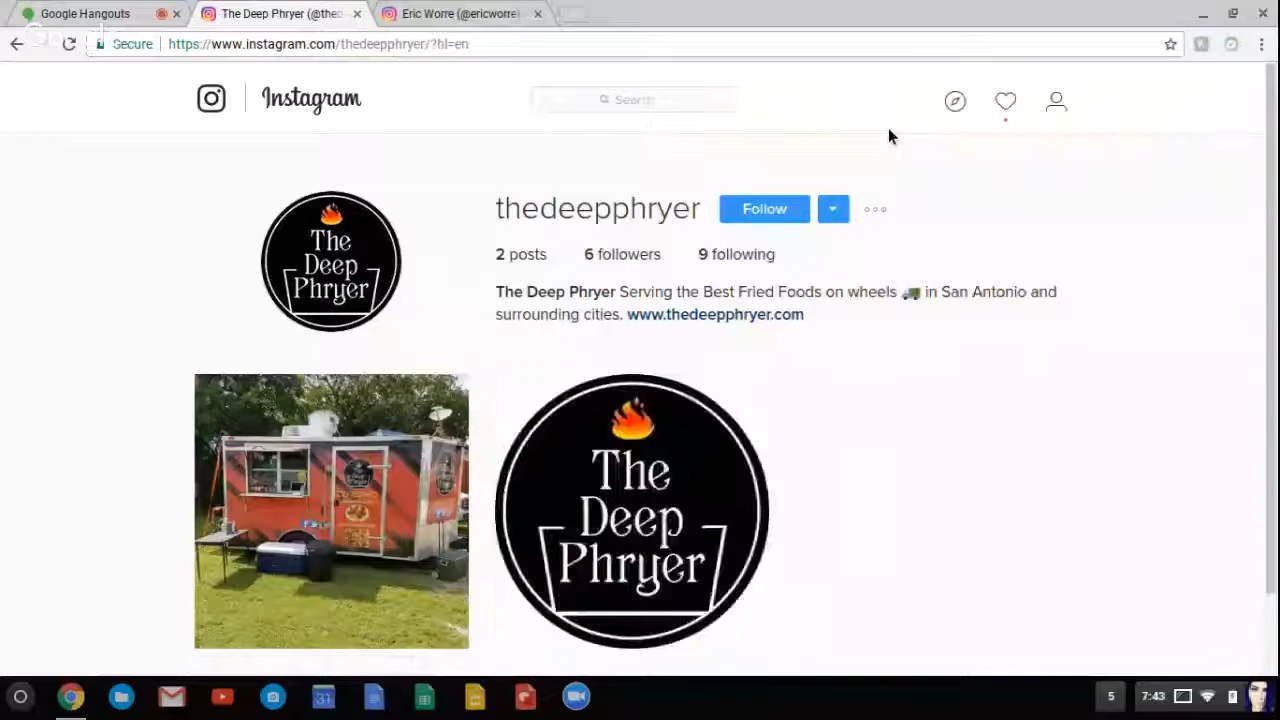 Google Hangouts
The Deep Phryer (@thed
Eric Worre (@ericworre)
Secure
https://www.instagram.com/thedeepphryer/?hl=en
Instagram
Search
thedeepphryer
Follow
2 posts
6 followers
9 following
The Deep Phryer Serving the Best Fried Foods on wheels 🚚 in San Antonio and
surrounding cities. www.thedeepphryer.com
The
Deep
Phryer
The
Deep
Phryer
31
5
7:43